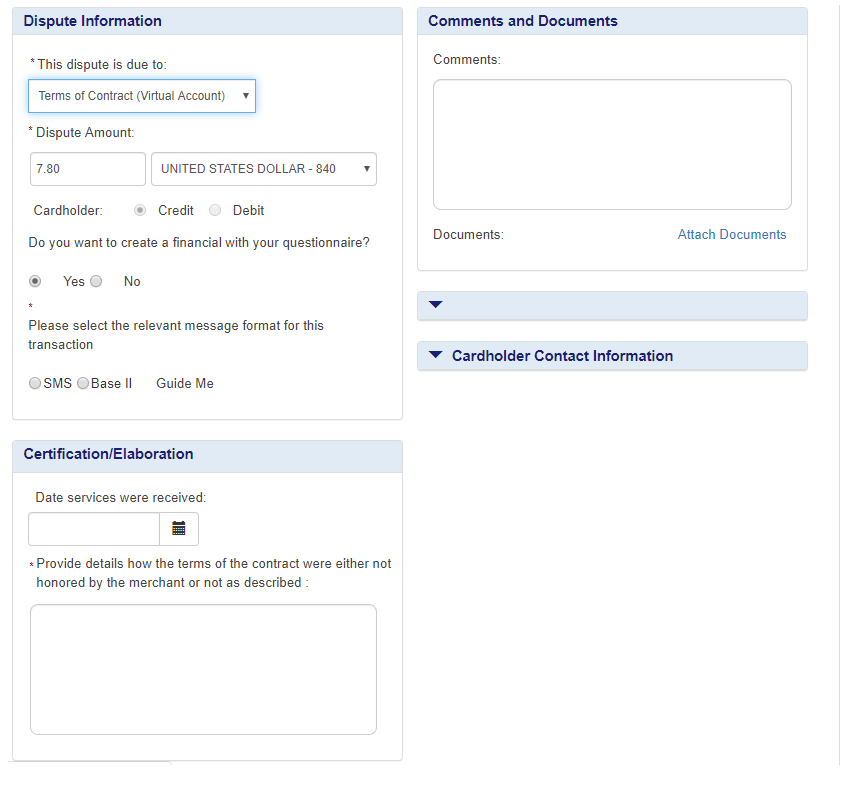 Dispute Information
* This dispute is due to:
Terms of Contract (Virtual Account)
* Dispute Amount:
7.80 UNITED STATES DOLLAR - 840
Cardholder: Credit Debit
Do you want to create a financial with your questionnaire?
Yes No
*
Please select the relevant message format for this
transaction
SMS Base II Guide Me
Certification/Elaboration
Date services were received:
* Provide details how the terms of the contract were either not
honored by the merchant or not as described :
Comments and Documents
Comments:
Documents: Attach Documents
Cardholder Contact Information